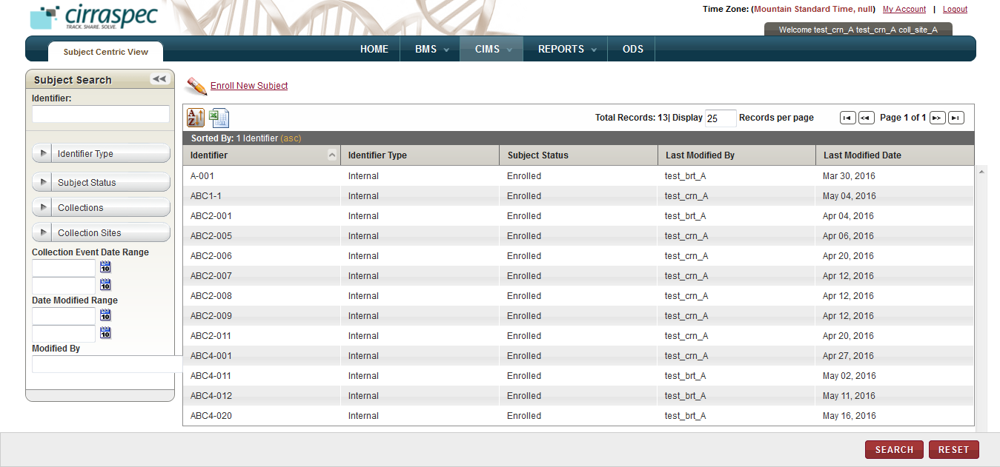 cirraspec
TRACK. SHARE. SOLVE.
Time Zone: (Mountain Standard Time, null) My Account | Logout
Welcome test_crn_A test_crn_A coll_site_A
Subject Centric View
HOME BMS CIMS REPORTS ODS
Subject Search
Identifier:
Identifier Type
Subject Status
Collections
Collection Sites
Collection Event Date Range
10
10
Date Modified Range
10
10
Modified By
Enroll New Subject
A Z
Total Records: 13| Display 25 Records per page Page 1 of 1
Sorted By: 1 Identifier (asc)
Identifier Identifier Type Subject Status Last Modified By Last Modified Date
A-001 Internal Enrolled test_brt_A Mar 30, 2016
ABC1-1 Internal Enrolled test_crn_A May 04, 2016
ABC2-001 Internal Enrolled test_brt_A Apr 04, 2016
ABC2-005 Internal Enrolled test_crn_A Apr 06, 2016
ABC2-006 Internal Enrolled test_crn_A Apr 20, 2016
ABC2-007 Internal Enrolled test_crn_A Apr 12, 2016
ABC2-008 Internal Enrolled test_crn_A Apr 12, 2016
ABC2-009 Internal Enrolled test_crn_A Apr 12, 2016
ABC2-011 Internal Enrolled test_crn_A Apr 20, 2016
ABC4-001 Internal Enrolled test_crn_A Apr 27, 2016
ABC4-011 Internal Enrolled test_brt_A May 02, 2016
ABC4-012 Internal Enrolled test_brt_A May 11, 2016
ABC4-020 Internal Enrolled test_brt_A May 16, 2016
SEARCH RESET